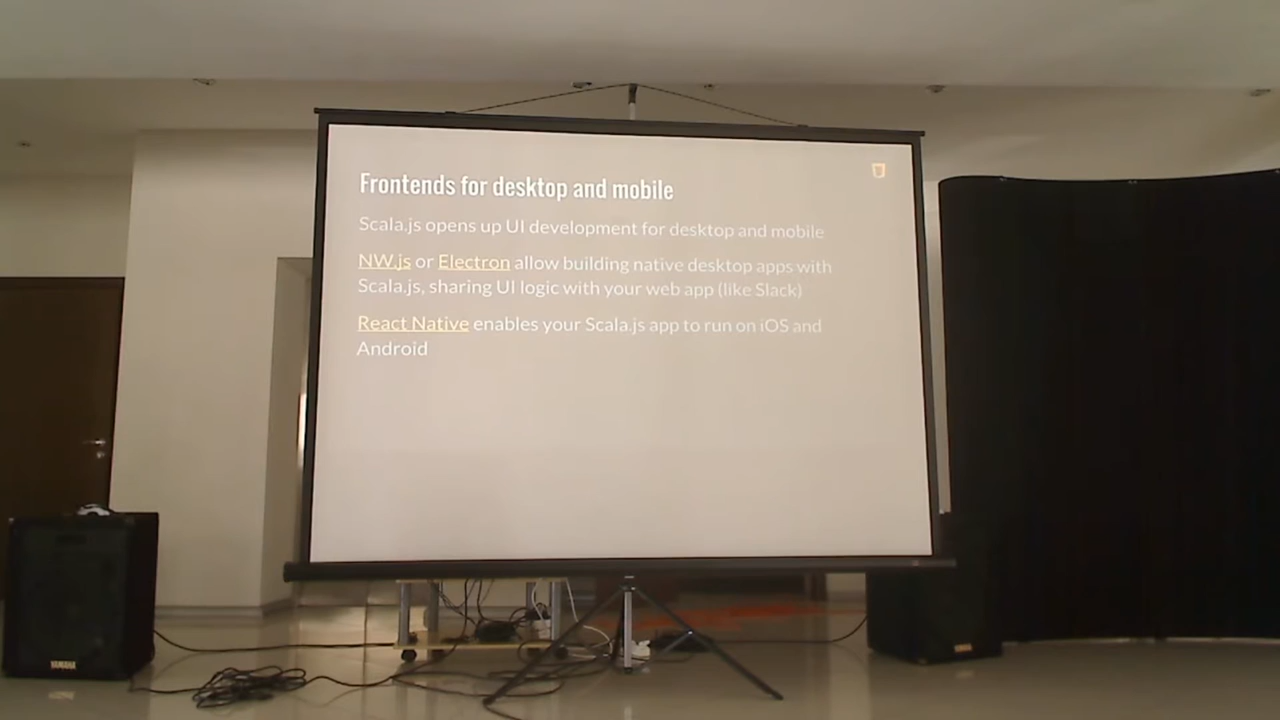 Frontends for desktop and mobile
Scala.js opens up UI development for desktop and mobile
NW.js or Electron allow building native desktop apps with
Scala.js, sharing UI logic with your web app (like Slack)
React Native enables your Scala.js app to run on iOS and
Android
YAMAHA
YAMAHA